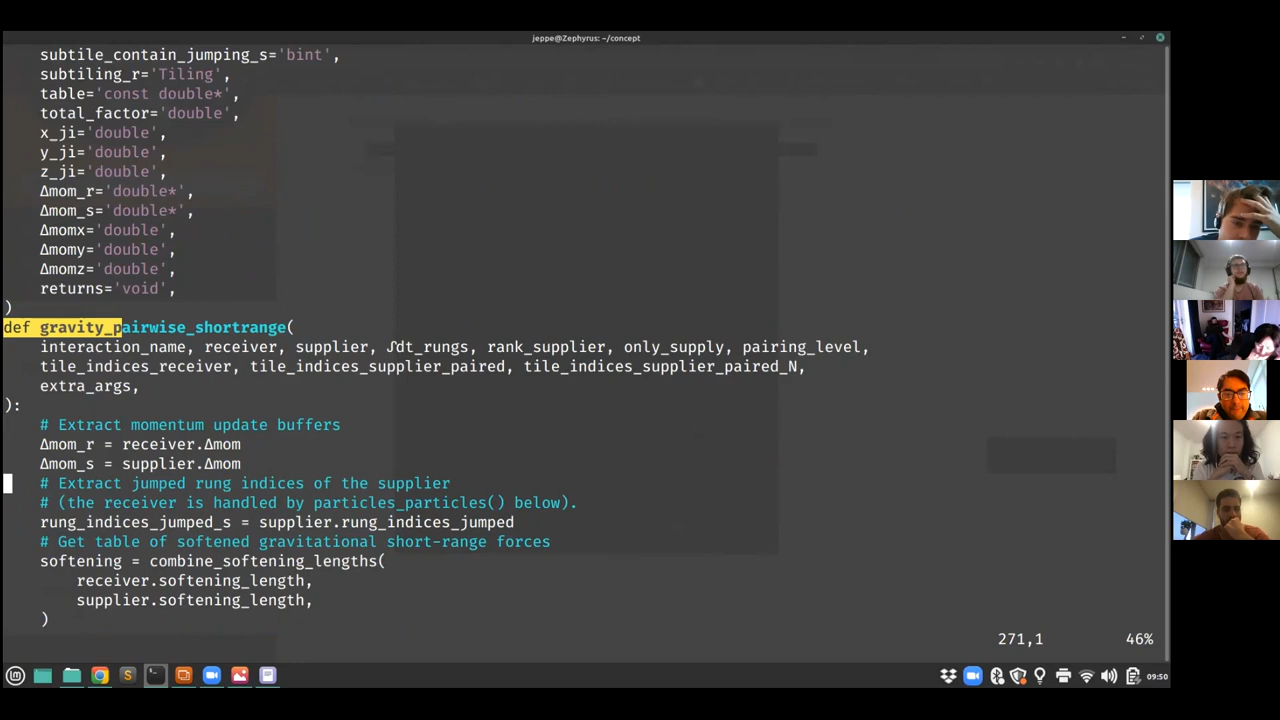 jeppe@Zephyrus: ~/concept
subtile_contain_jumping_s='bint',
subtiling_r='Tiling',
table='const double*',
total_factor='double',
x_ji='double',
y_ji='double',
z_ji='double',
Δmom_r='double*',
Δmom_s='double*',
Δmomx='double',
Δmomy='double',
Δmomz='double',
returns='void',
)
def gravity_pairwise_shortrange(
interaction_name, receiver, supplier, ᔑdt_rungs, rank_supplier, only_supply, pairing_level,
tile_indices_receiver, tile_indices_supplier_paired, tile_indices_supplier_paired_N,
extra_args,
):
# Extract momentum update buffers
Δmom_r = receiver.Δmom
Δmom_s = supplier.Δmom
# Extract jumped rung indices of the supplier
# (the receiver is handled by particles_particles() below).
rung_indices_jumped_s = supplier.rung_indices_jumped
# Get table of softened gravitational short-range forces
softening = combine_softening_lengths(
receiver.softening_length,
supplier.softening_length,
)
271,1 46%
09:50